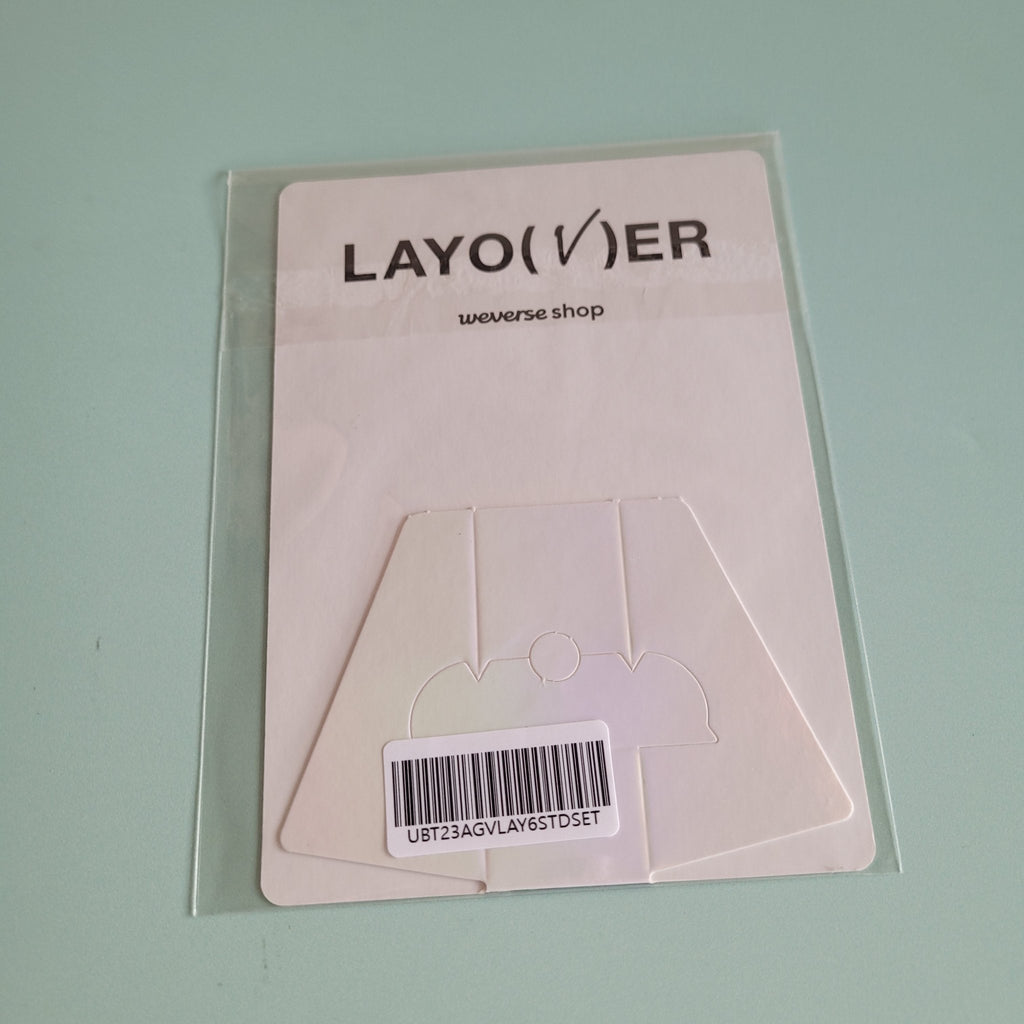 LAYO(V)ER
weverse shop
UBT23AGVLAY6STDSET